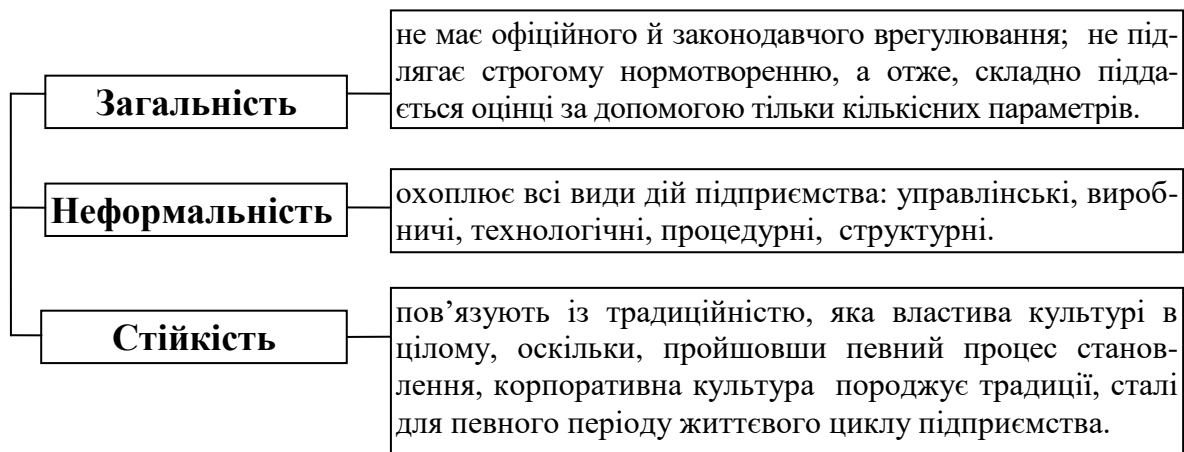 Загальність
не має офіційного й законодавчого врегулювання; не під-
лягає строгому нормотворенню, а отже, складно підда-
ється оцінці за допомогою тільки кількісних параметрів.
Неформальність
охоплює всі види дій підприємства: управлінські, вироб-
ничі, технологічні, процедурні, структурні.
Стійкість
пов’язують із традиційністю, яка властива культурі в
цілому, оскільки, пройшовши певний процес станов-
лення, корпоративна культура породжує традиції, сталі
для певного періоду життєвого циклу підприємства.